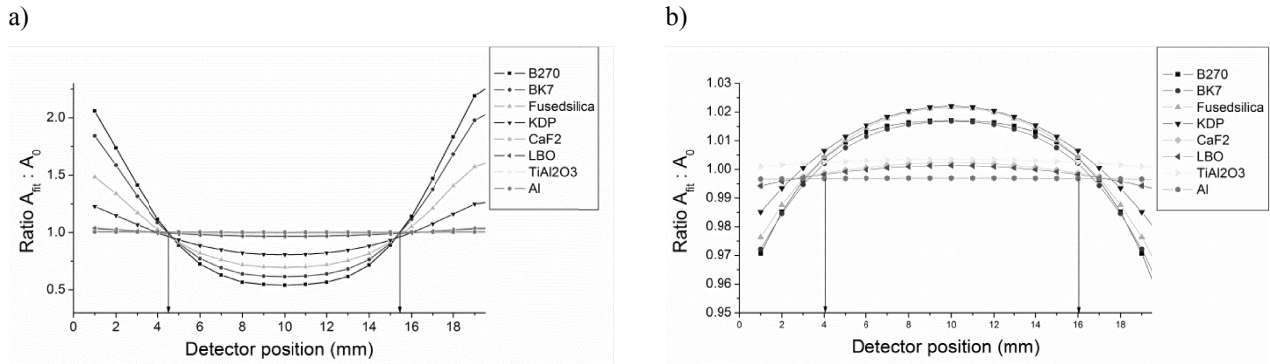 a)
B270
BK7
Fusedsilica
KDP
CaF2
LBO
TiAl2O3
Al
Ratio A_fit : A_0
2.0
1.5
1.0
0.5
0 2 4 6 8 10 12 14 16 18
Detector position (mm)
b)
B270
BK7
Fusedsilica
KDP
CaF2
LBO
TiAl2O3
Al
Ratio A_fit : A_0
1.03
1.02
1.01
1.00
0.99
0.98
0.97
0.96
0.95
0 2 4 6 8 10 12 14 16 18
Detector position (mm)